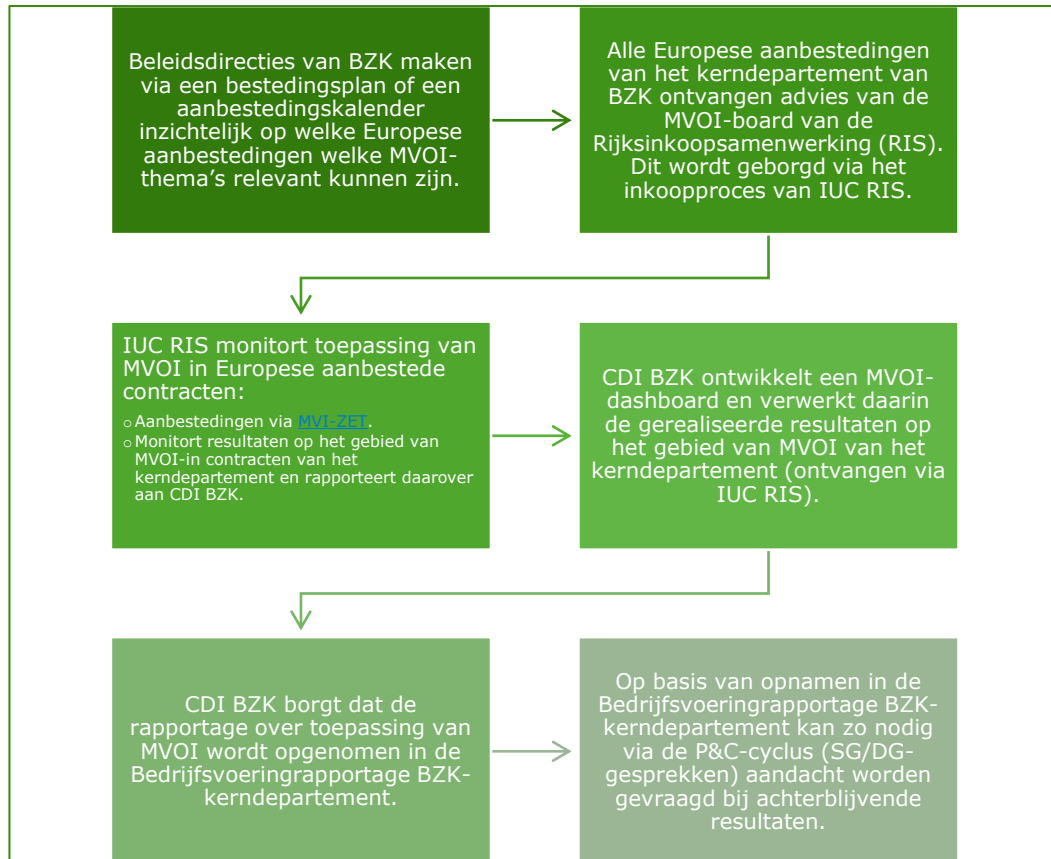 Beleidsdirecties van BZK maken
via een bestedingsplan of een
aanbestedingskalender
inzichtelijk op welke Europese
aanbestedingen welke MVOI-
thema's relevant kunnen zijn.
Alle Europese aanbestedingen
van het kerndepartement van
BZK ontvangen advies van de
MVOI-board van de
Rijksinkoopsamenwerking (RIS).
Dit wordt geborgd via het
inkoopproces van IUC RIS.
IUC RIS monitort toepassing van
MVOI in Europese aanbestede
contracten:
o Aanbestedingen via MVI-ZET.
o Monitort resultaten op het gebied van
MVOI-in contracten van het
kerndepartement en rapporteert daarover
aan CDI BZK.
CDI BZK ontwikkelt een MVOI-
dashboard en verwerkt daarin
de gerealiseerde resultaten op
het gebied van MVOI van het
kerndepartement (ontvangen via
IUC RIS).
CDI BZK borgt dat de
rapportage over toepassing van
MVOI wordt opgenomen in de
Bedrijfsvoeringrapportage BZK-
kerndepartement.
Op basis van opnamen in de
Bedrijfsvoeringrapportage BZK-
kerndepartement kan zo nodig
via de P&C-cyclus (SG/DG-
gesprekken) aandacht worden
gevraagd bij achterblijvende
resultaten.